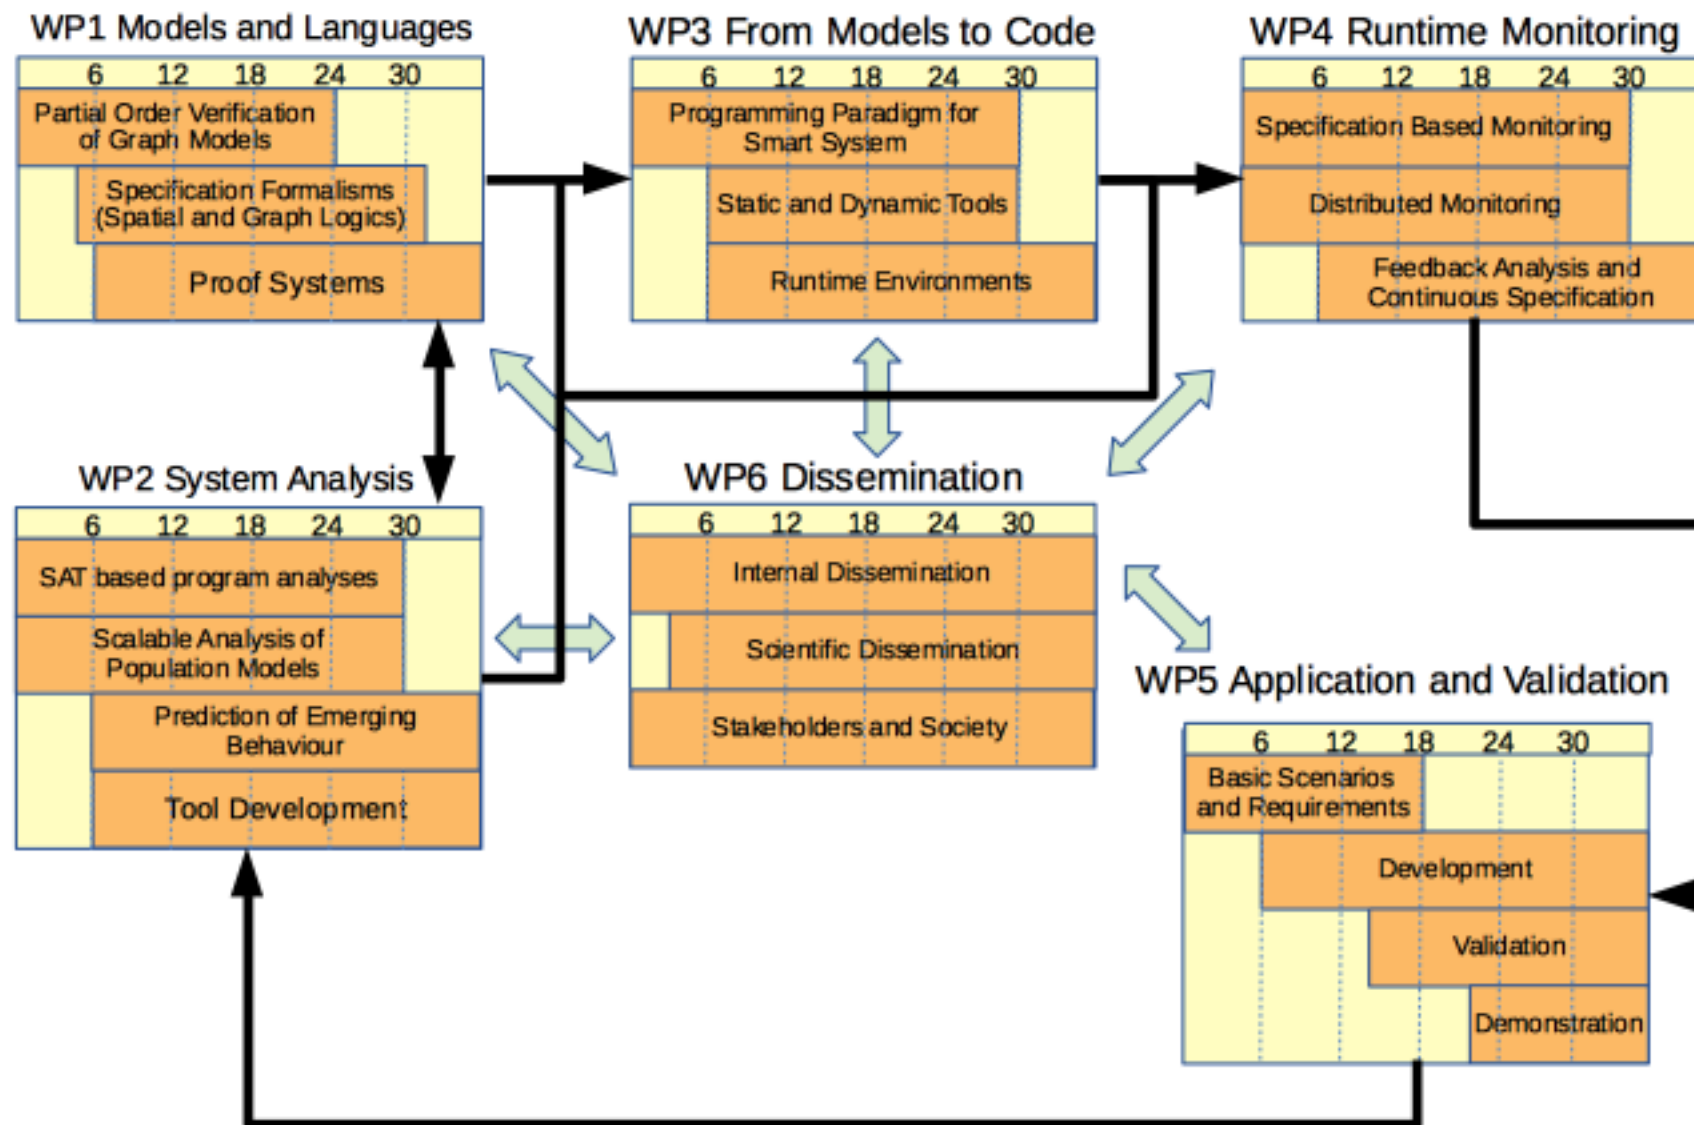 WP1 Models and Languages
6 12 18 24 30
Partial Order Verification
of Graph Models
Specification Formalisms
(Spatial and Graph Logics)
Proof Systems
WP3 From Models to Code
6 12 18 24 30
Programming Paradigm for
Smart System
Static and Dynamic Tools
Runtime Environments
WP4 Runtime Monitoring
6 12 18 24 30
Specification Based Monitoring
Distributed Monitoring
Feedback Analysis and
Continuous Specification
WP2 System Analysis
6 12 18 24 30
SAT based program analyses
Scalable Analysis of
Population Models
Prediction of Emerging
Behaviour
Tool Development
WP6 Dissemination
6 12 18 24 30
Internal Dissemination
Scientific Dissemination
Stakeholders and Society
WP5 Application and Validation
6 12 18 24 30
Basic Scenarios
and Requirements
Development
Validation
Demonstration